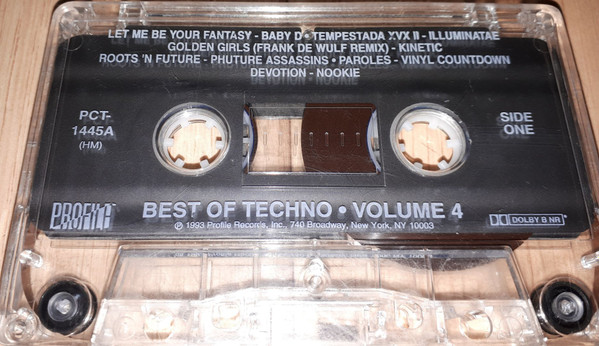 LET ME BE YOUR FANTASY - BABY D • TEMPESTADA XVX II - ILLUMINATAE
GOLDEN GIRLS (FRANK DE WULF REMIX) - KINETIC
ROOTS 'N FUTURE - PHUTURE ASSASSINS • PAROLES - VINYL COUNTDOWN
DEVOTION - NOOKIE
PCT-
1445A
(HM)
SIDE
ONE
PROFILE
BEST OF TECHNO • VOLUME 4
DOLBY B NR
℗ 1993 Profile Records, Inc., 740 Broadway, New York, NY 10003